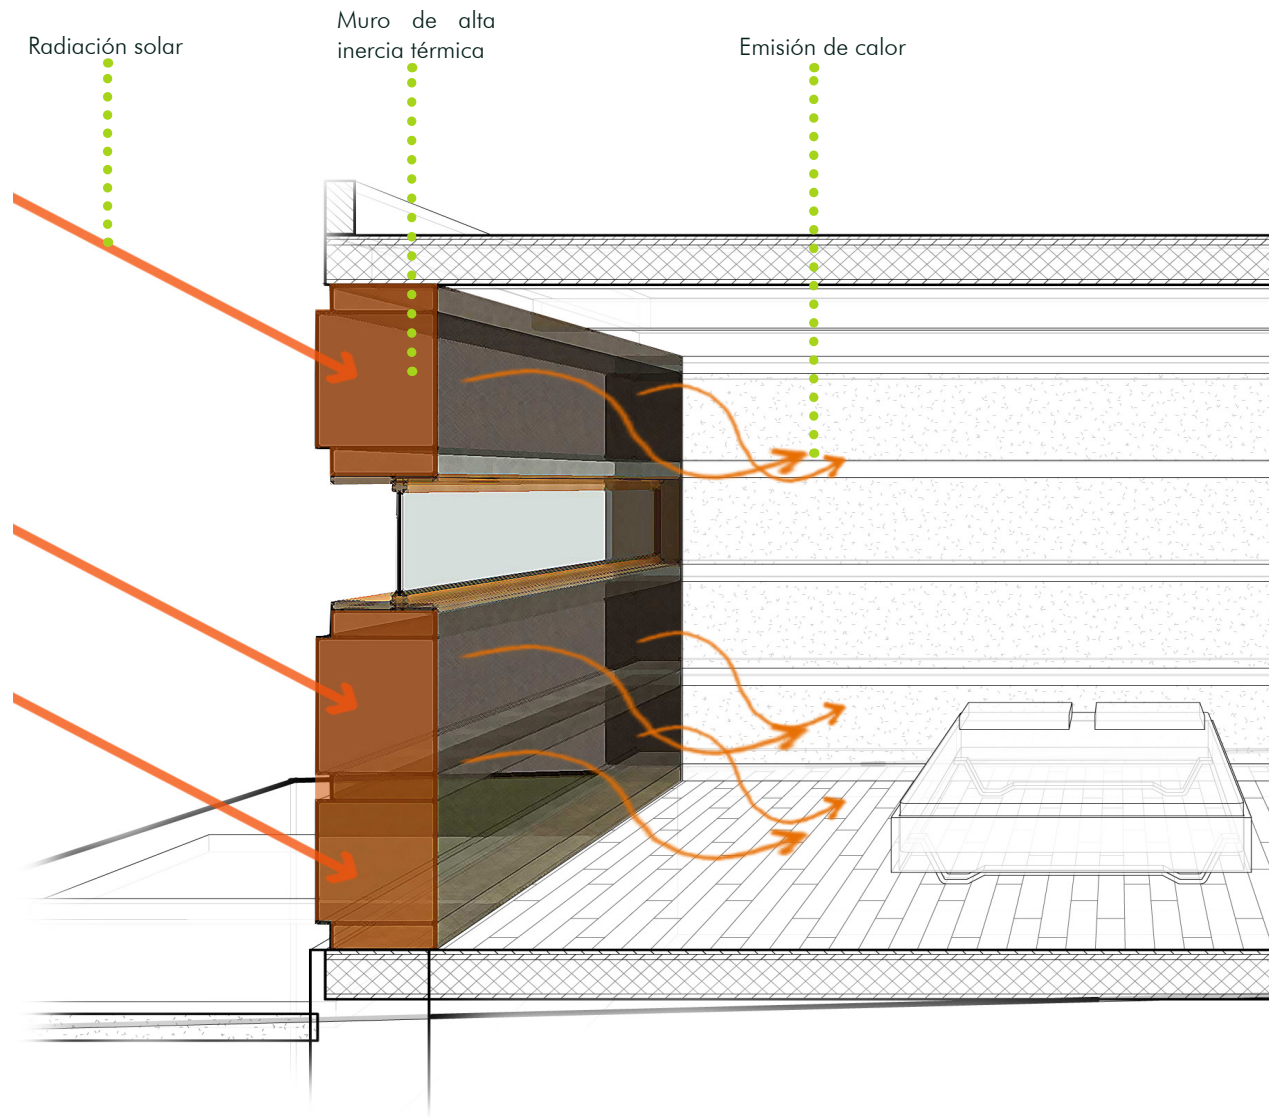 Radiación solar
Muro de alta
inercia térmica
Emisión de calor